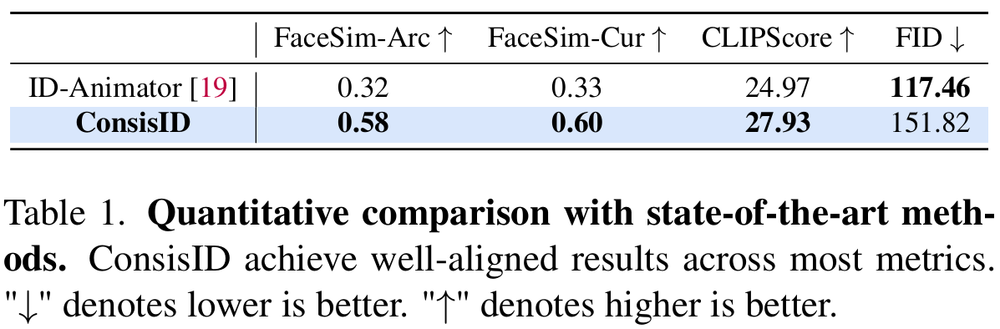 FaceSim-Arc ↑ FaceSim-Cur ↑ CLIPScore ↑ FID ↓
ID-Animator [19] 0.32 0.33 24.97 117.46
ConsisID 0.58 0.60 27.93 151.82
Table 1. Quantitative comparison with state-of-the-art meth-
ods. ConsisID achieve well-aligned results across most metrics.
"↓" denotes lower is better. "↑" denotes higher is better.